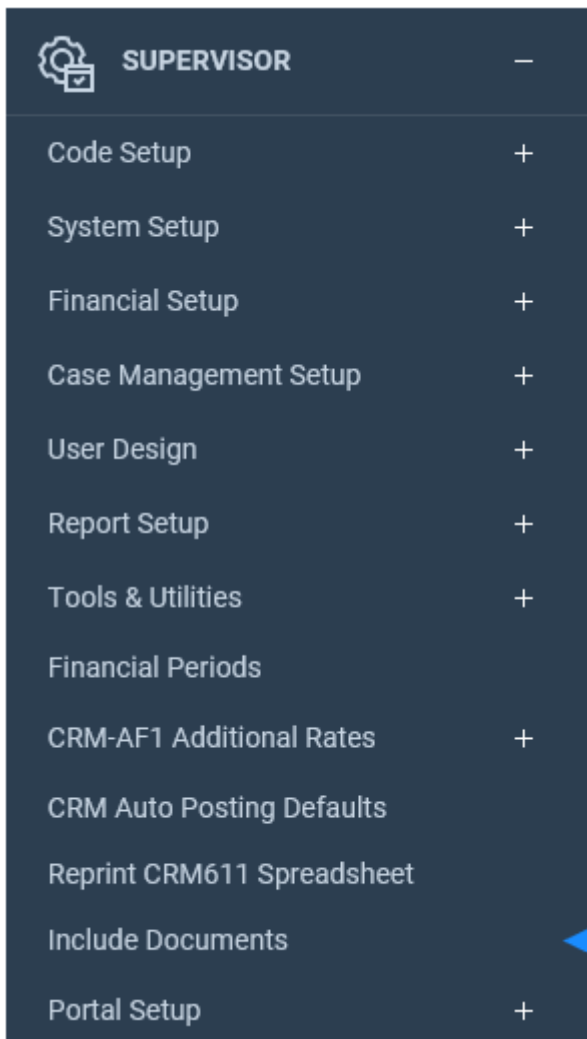 SUPERVISOR −
Code Setup +
System Setup +
Financial Setup +
Case Management Setup +
User Design +
Report Setup +
Tools & Utilities +
Financial Periods
CRM-AF1 Additional Rates +
CRM Auto Posting Defaults
Reprint CRM611 Spreadsheet
Include Documents
Portal Setup +